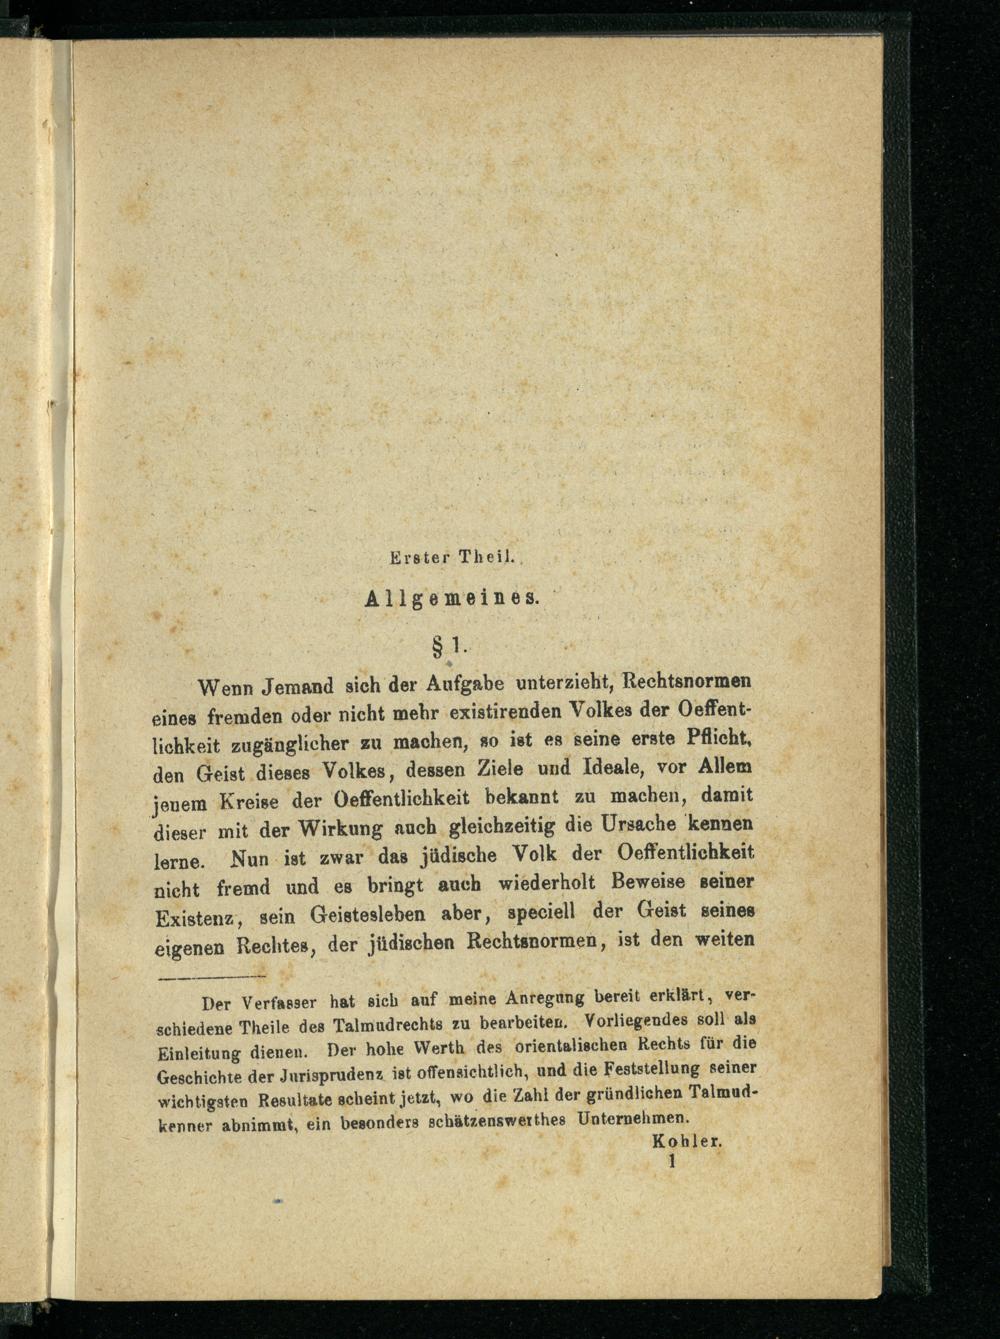 Erster Theil.
Allgemeines.
§ 1.
Wenn Jemand sich der Aufgabe unterzieht, Rechtsnormen
eines fremden oder nicht mehr existirenden Volkes der Oeffent-
lichkeit zugänglicher zu machen, so ist es seine erste Pflicht,
den Geist dieses Volkes, dessen Ziele und Ideale, vor Allem
jenem Kreise der Oeffentlichkeit bekannt zu machen, damit
dieser mit der Wirkung auch gleichzeitig die Ursache kennen
lerne. Nun ist zwar das jüdische Volk der Oeffentlichkeit
nicht fremd und es bringt auch wiederholt Beweise seiner
Existenz, sein Geistesleben aber, speciell der Geist seines
eigenen Rechtes, der jüdischen Rechtsnormen, ist den weiten
Der Verfasser hat sich auf meine Anregung bereit erklärt, ver-
schiedene Theile des Talmudrechts zu bearbeiten. Vorliegendes soll als
Einleitung dienen. Der hohe Werth des orientalischen Rechts für die
Geschichte der Jurisprudenz ist offensichtlich, und die Feststellung seiner
wichtigsten Resultate scheint jetzt, wo die Zahl der gründlichen Talmud-
kenner abnimmt, ein besonders schätzenswerthes Unternehmen.
Kohler.
1